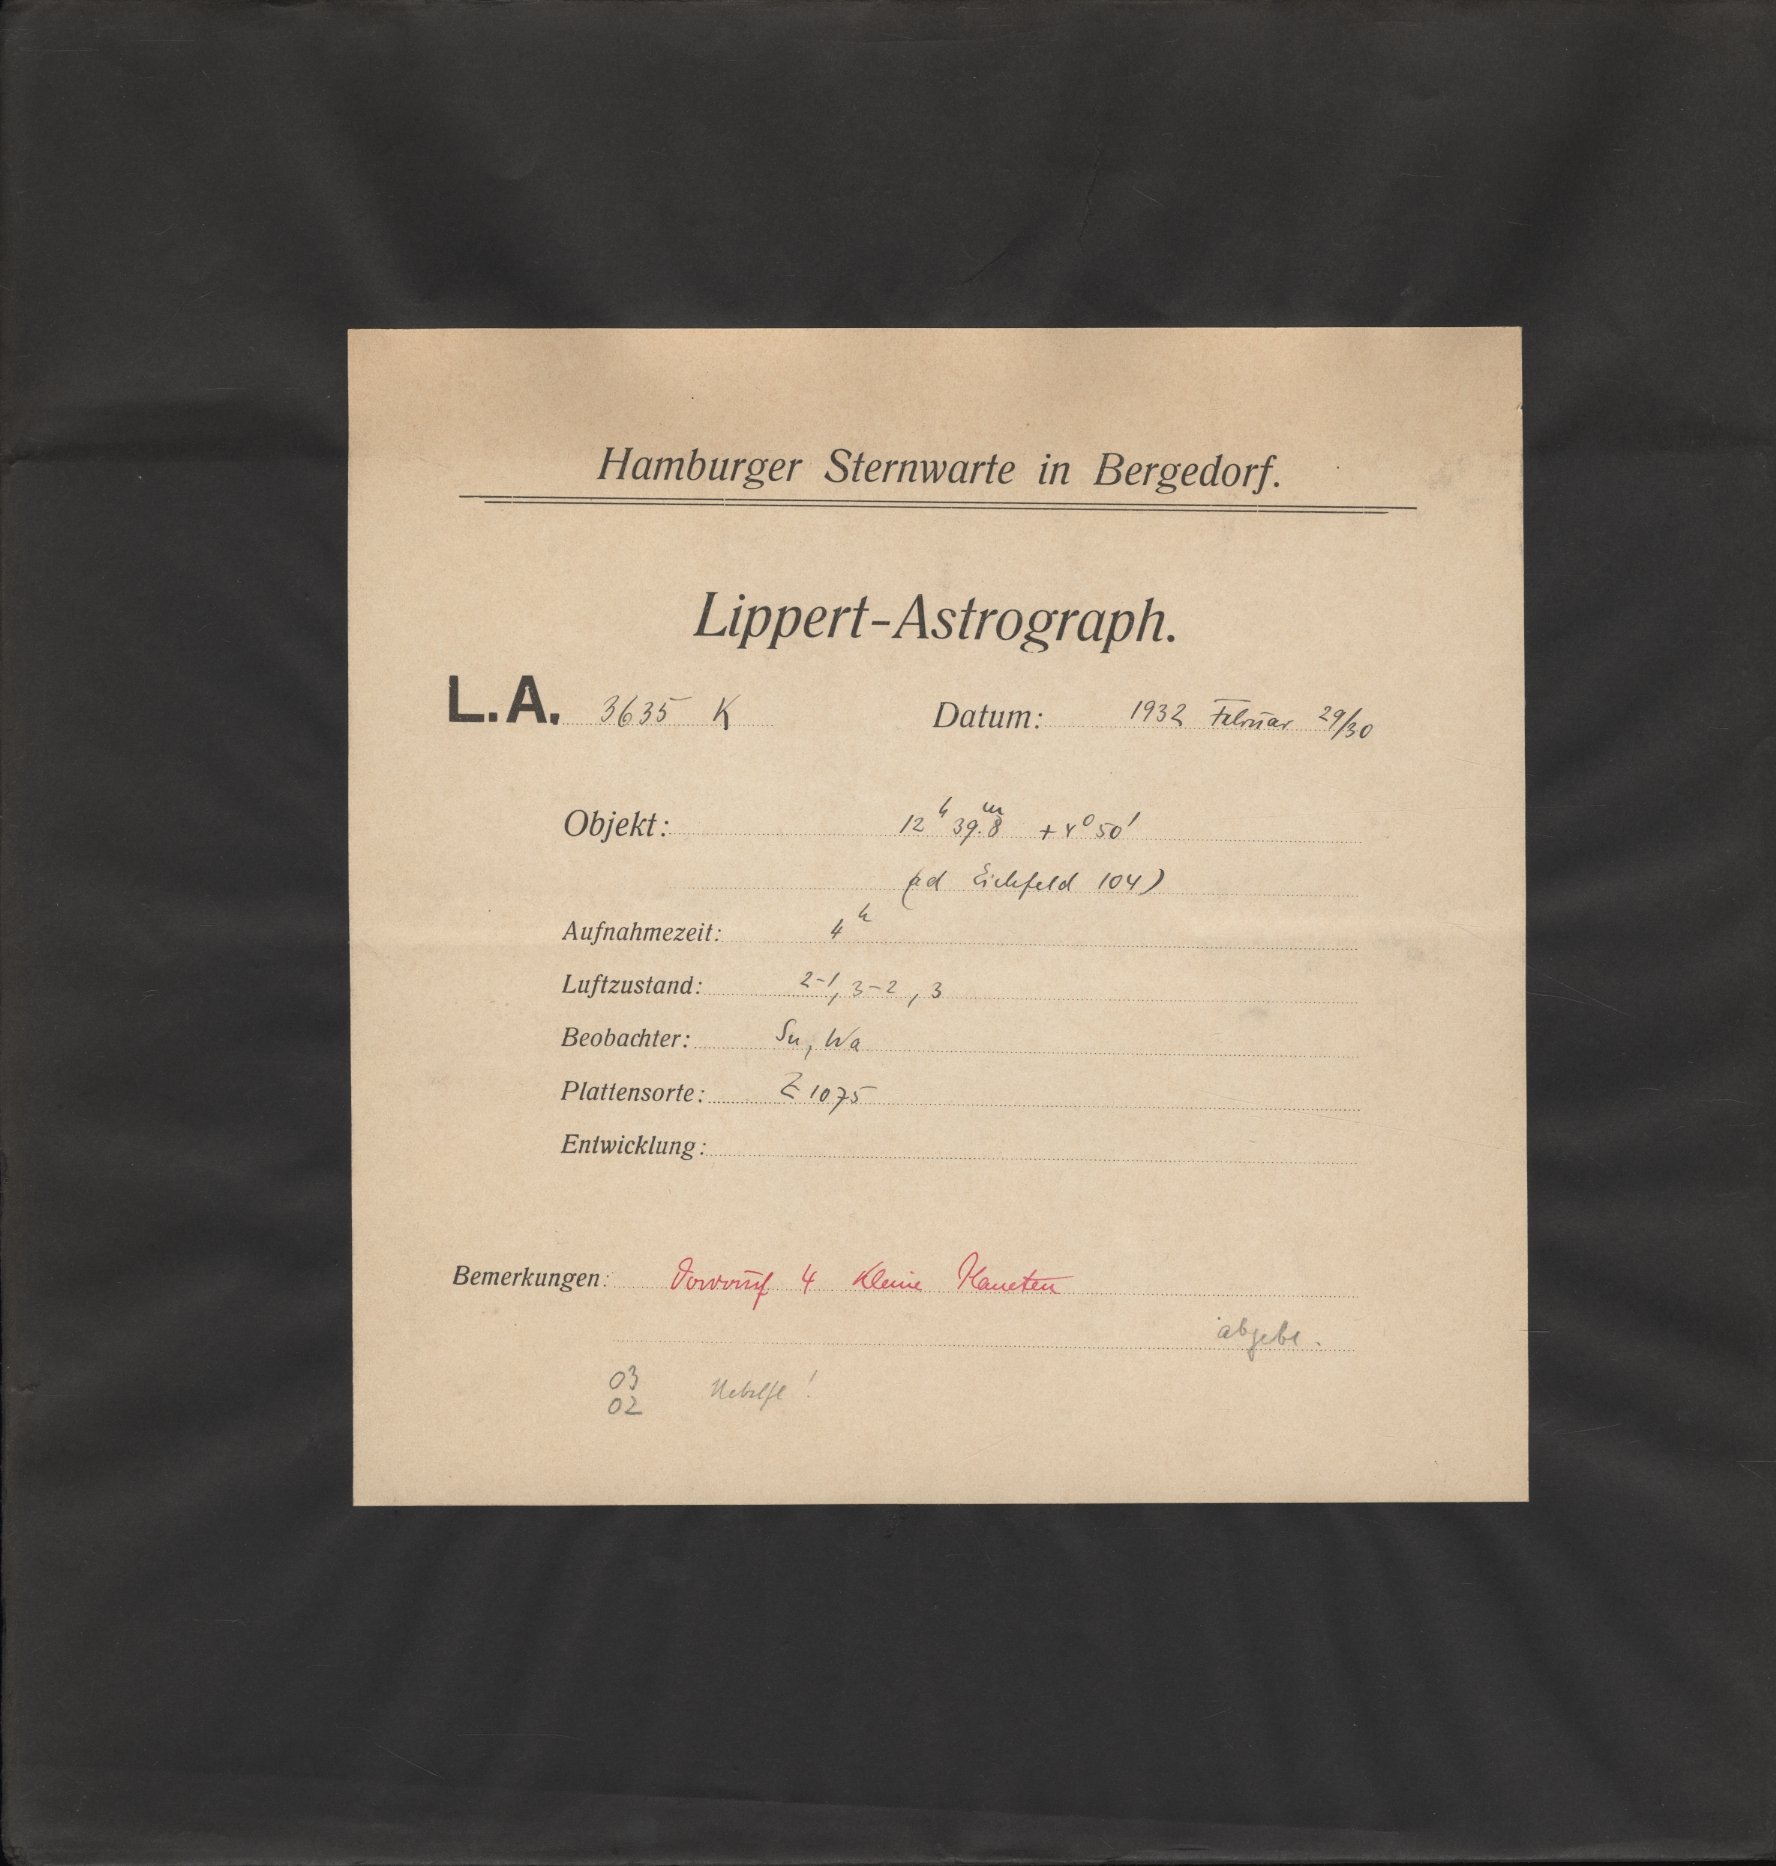 Hamburger Sternwarte in Bergedorf.
Lippert-Astrograph.
L.A. 3635 K Datum: 1932 Februar 29/30
Objekt: 12h 39.8m +4° 50'
(ad Eichfeld 104)
Aufnahmezeit: 4h
Luftzustand: 2-1, 3-2, 3
Beobachter: Su, Wa
Plattensorte: Z 1075
Entwicklung:
Bemerkungen: Darauf 4 kleine Planeten
03
02